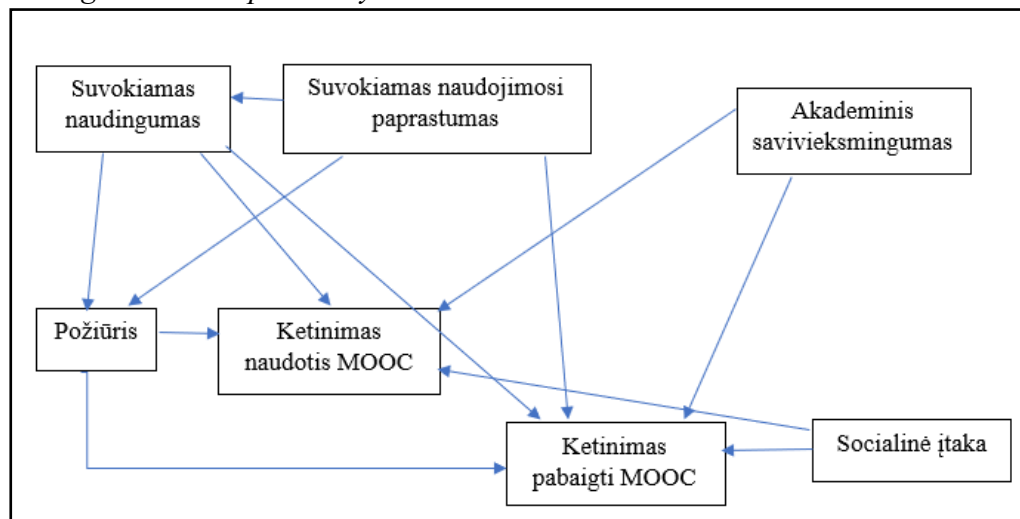 Suvokiamas
naudingumas
Suvokiamas naudojimosi
paprastumas
Akademinis
savivieksmingumas
Požiūris
Ketinimas
naudotis MOOC
Ketinimas
pabaigti MOOC
Socialinė įtaka